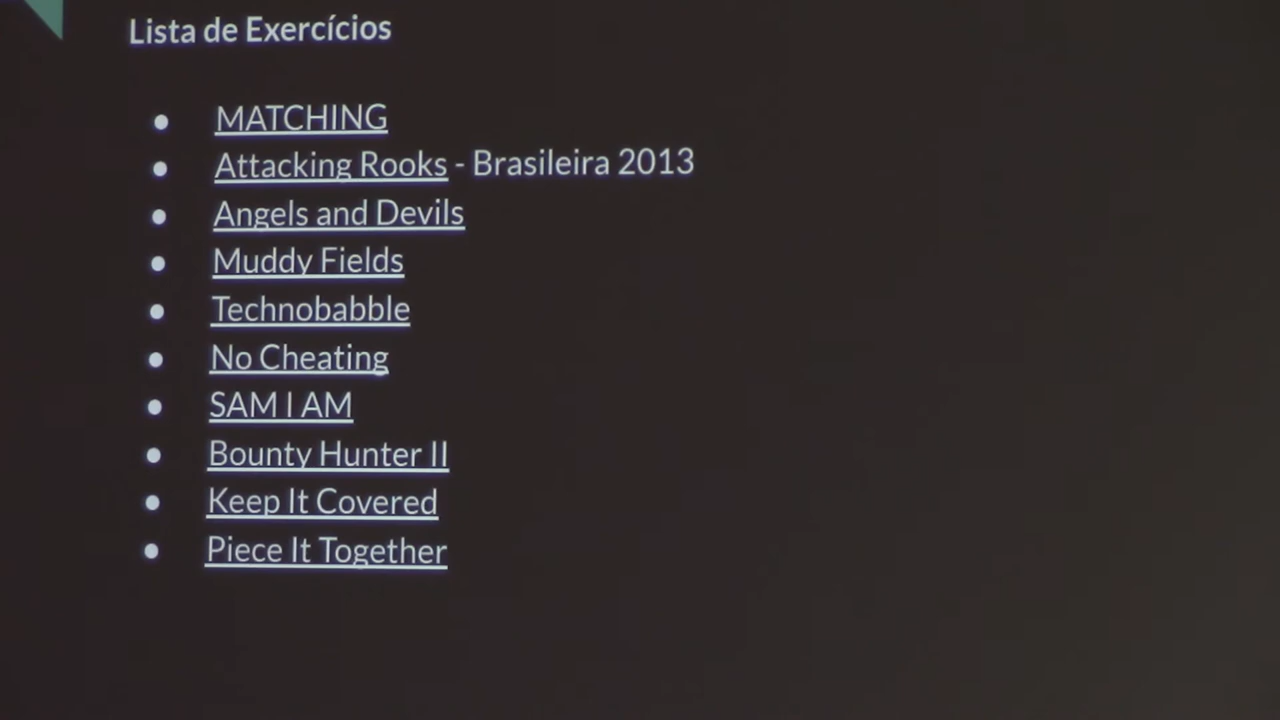 Lista de Exercícios
MATCHING
Attacking Rooks - Brasileira 2013
Angels and Devils
Muddy Fields
Technobabble
No Cheating
SAM I AM
Bounty Hunter II
Keep It Covered
Piece It Together